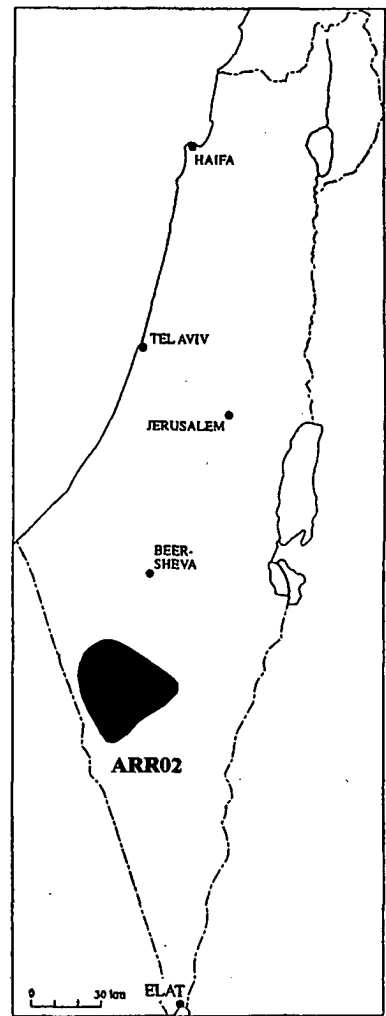 HAIFA
TEL AVIV
JERUSALEM
BEER-
SHEVA
ARR02
0 30 km
ELAT